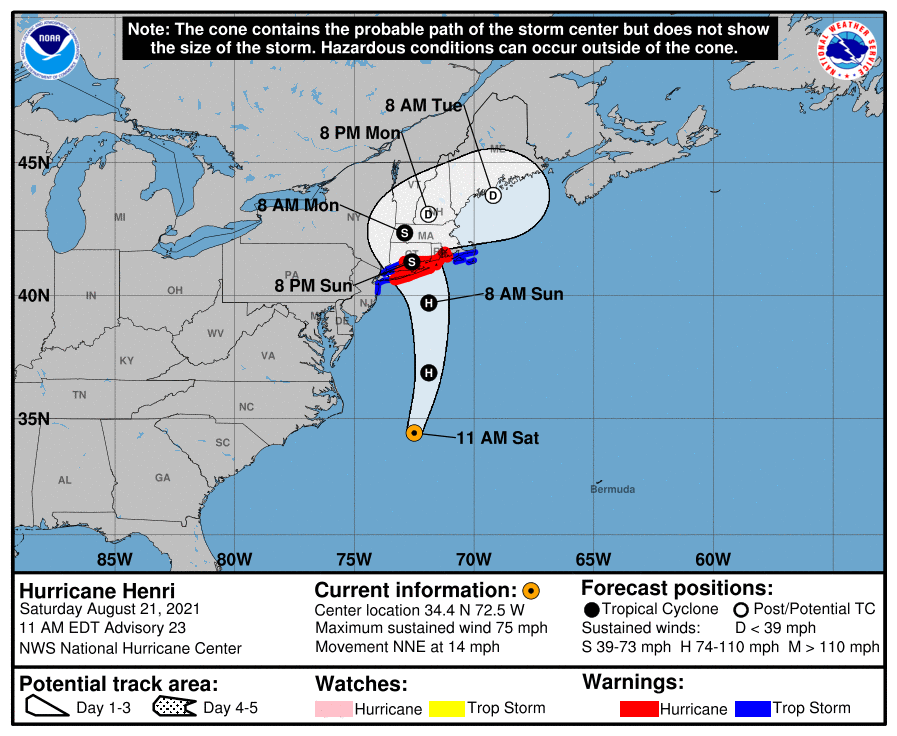 Note: The cone contains the probable path of the storm center but does not show
the size of the storm. Hazardous conditions can occur outside of the cone.
NOAA
NATIONAL WEATHER SERVICE
8 AM Tue
8 PM Mon
ME
45N
VT
D
D
NH
8 AM Mon
NY
MI
S
MA
CT
RI
S
8 PM Sun
PA
8 AM Sun
40N
IN
OH
NJ
H
MD
DE
WV
VA
KY
H
TN
NC
35N
11 AM Sat
SC
AL
GA
Bermuda
85W
80W
75W
70W
65W
60W
Hurricane Henri
Saturday August 21, 2021
11 AM EDT Advisory 23
NWS National Hurricane Center
Current information:
Center location 34.4 N 72.5 W
Maximum sustained wind 75 mph
Movement NNE at 14 mph
Forecast positions:
Tropical Cyclone Post/Potential TC
Sustained winds: D < 39 mph
S 39-73 mph H 74-110 mph M > 110 mph
Potential track area:
Day 1-3 Day 4-5
Watches:
Hurricane Trop Storm
Warnings:
Hurricane Trop Storm